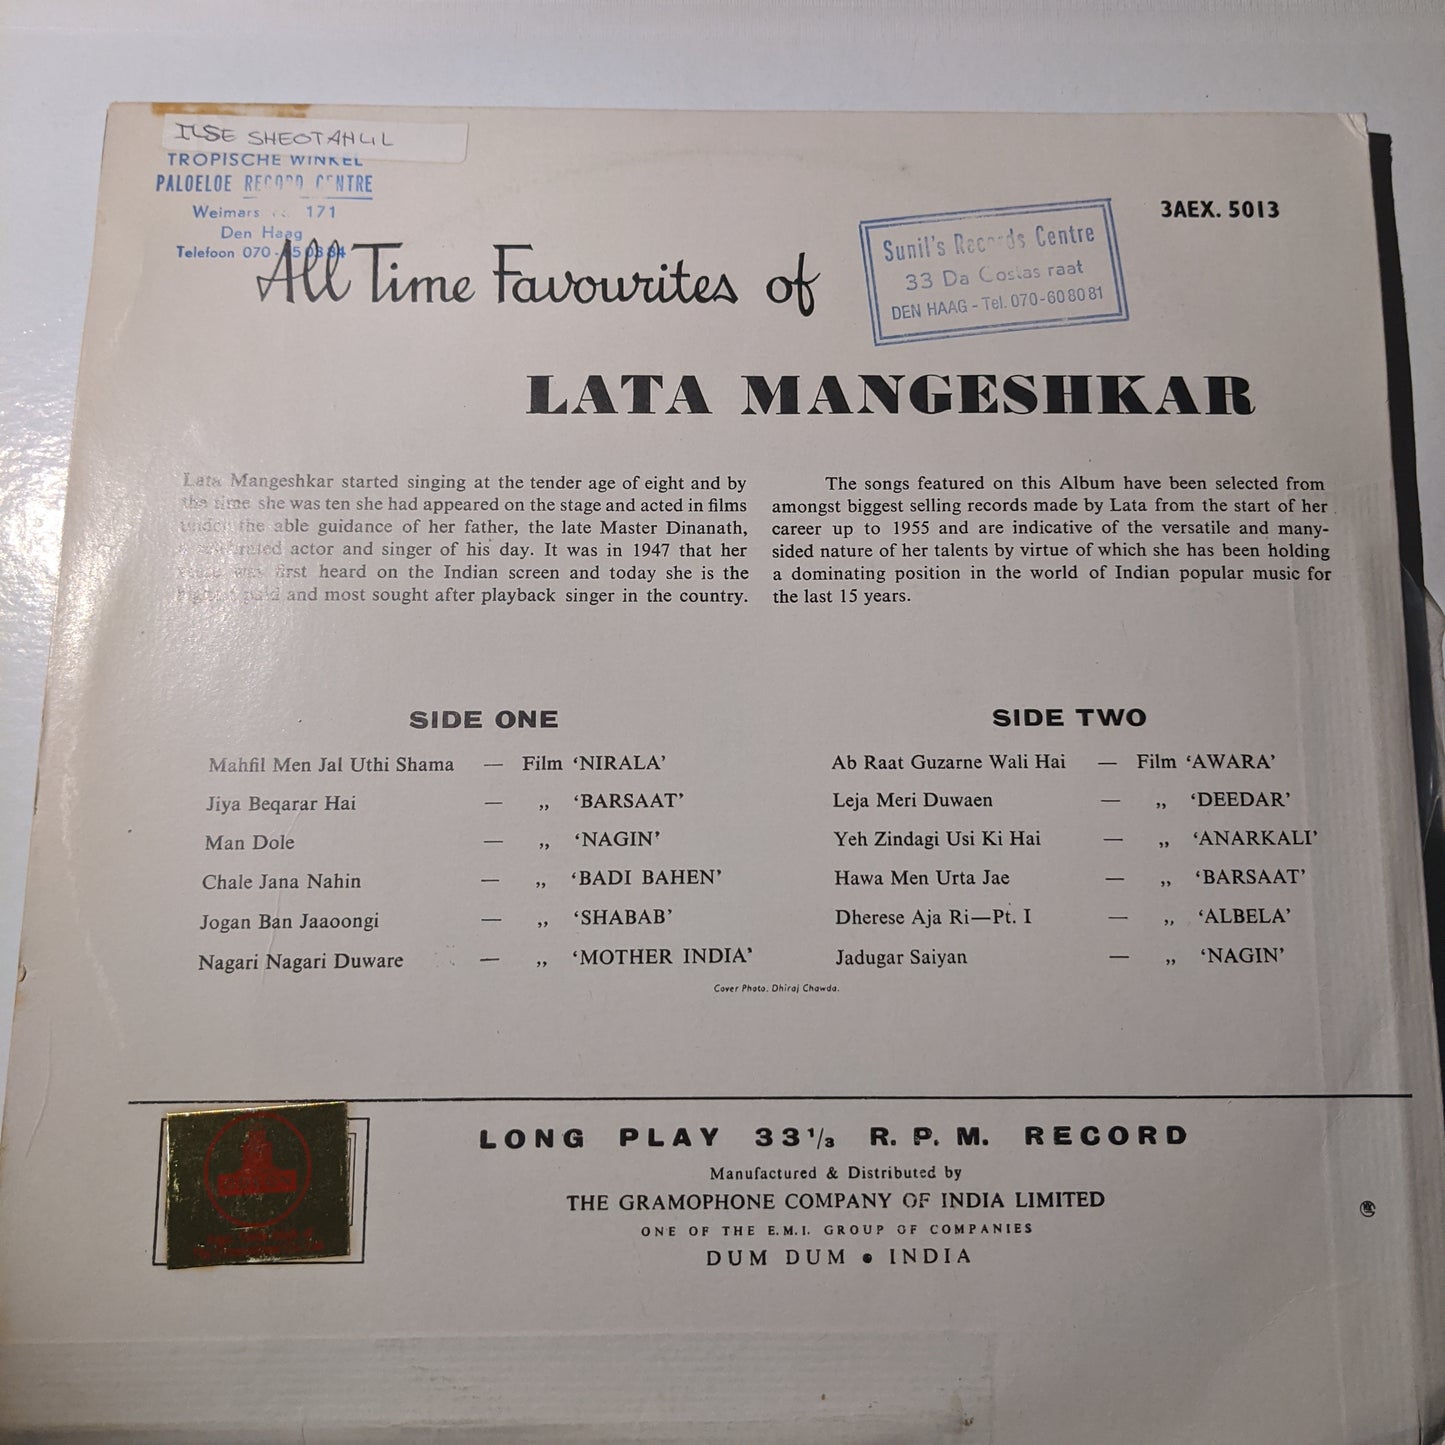 ILSE SHEOTAHLIL
TROPISCHE WINKEL
PALOELOE RECORD CENTRE
Weimars 171
Den Haag
Telefoon 070
3AEX. 5013
Sunil's Records Centre
33 Da Costas raat
DEN HAAG - Tel. 070-608081
All Time Favourites of
LATA MANGESHKAR
Lata Mangeshkar started singing at the tender age of eight and by
the time she was ten she had appeared on the stage and acted in films
under the able guidance of her father, the late Master Dinanath,
a celebrated actor and singer of his day. It was in 1947 that her
voice was first heard on the Indian screen and today she is the
highest paid and most sought after playback singer in the country.
The songs featured on this Album have been selected from
amongst biggest selling records made by Lata from the start of her
career up to 1955 and are indicative of the versatile and many-
sided nature of her talents by virtue of which she has been holding
a dominating position in the world of Indian popular music for
the last 15 years.
SIDE ONE
Mahfil Men Jal Uthi Shama — Film ‘NIRALA’
Jiya Beqarar Hai — ,, ‘BARSAAT’
Man Dole — ,, ‘NAGIN’
Chale Jana Nahin — ,, ‘BADI BAHEN’
Jogan Ban Jaaoongi — ,, ‘SHABAB’
Nagari Nagari Duware — ,, ‘MOTHER INDIA’
SIDE TWO
Ab Raat Guzarne Wali Hai — Film ‘AWARA’
Leja Meri Duwaen — ,, ‘DEEDAR’
Yeh Zindagi Usi Ki Hai — ,, ‘ANARKALI’
Hawa Men Urta Jae — ,, ‘BARSAAT’
Dherese Aja Ri—Pt. I — ,, ‘ALBELA’
Jadugar Saiyan — ,, ‘NAGIN’
Cover Photo. Dhiraj Chawda.
LONG PLAY 33 1/3 R. P. M. RECORD
Manufactured & Distributed by
THE GRAMOPHONE COMPANY OF INDIA LIMITED
ONE OF THE E.M.I. GROUP OF COMPANIES
DUM DUM ● INDIA